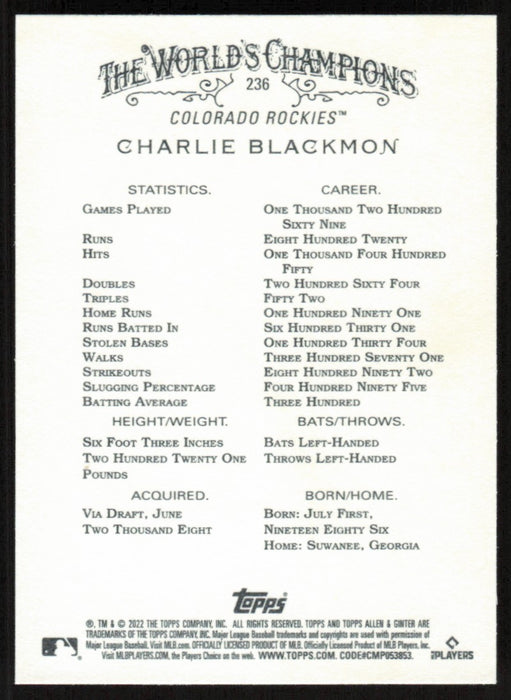 THE WORLD'S CHAMPIONS
236
COLORADO ROCKIES™
CHARLIE BLACKMON
STATISTICS. CAREER.
GAMES PLAYED ONE THOUSAND TWO HUNDRED
SIXTY NINE
RUNS EIGHT HUNDRED TWENTY
HITS ONE THOUSAND FOUR HUNDRED
FIFTY
DOUBLES TWO HUNDRED SIXTY FOUR
TRIPLES FIFTY TWO
HOME RUNS ONE HUNDRED NINETY ONE
RUNS BATTED IN SIX HUNDRED THIRTY ONE
STOLEN BASES ONE HUNDRED THIRTY FOUR
WALKS THREE HUNDRED SEVENTY ONE
STRIKEOUTS EIGHT HUNDRED NINETY TWO
SLUGGING PERCENTAGE FOUR HUNDRED NINETY FIVE
BATTING AVERAGE THREE HUNDRED
HEIGHT/WEIGHT. BATS/THROWS.
SIX FOOT THREE INCHES BATS LEFT-HANDED
TWO HUNDRED TWENTY ONE THROWS LEFT-HANDED
POUNDS
ACQUIRED. BORN/HOME.
VIA DRAFT, JUNE BORN: JULY FIRST,
TWO THOUSAND EIGHT NINETEEN EIGHTY SIX
HOME: SUWANEE, GEORGIA
TOPPS
®, TM & © 2022 THE TOPPS COMPANY, INC. ALL RIGHTS RESERVED. TOPPS AND TOPPS ALLEN & GINTER ARE
TRADEMARKS OF THE TOPPS COMPANY, INC. Major League Baseball trademarks and copyrights are used with permission of
Major League Baseball. Visit MLB.com. OFFICIALLY LICENSED PRODUCT OF MLB. Officially Licensed Product of MLB Players, Inc.
Visit MLBPLAYERS.COM, the Players Choice on the web. WWW.TOPPS.COM. CODE#CMP053853.
PLAYERS